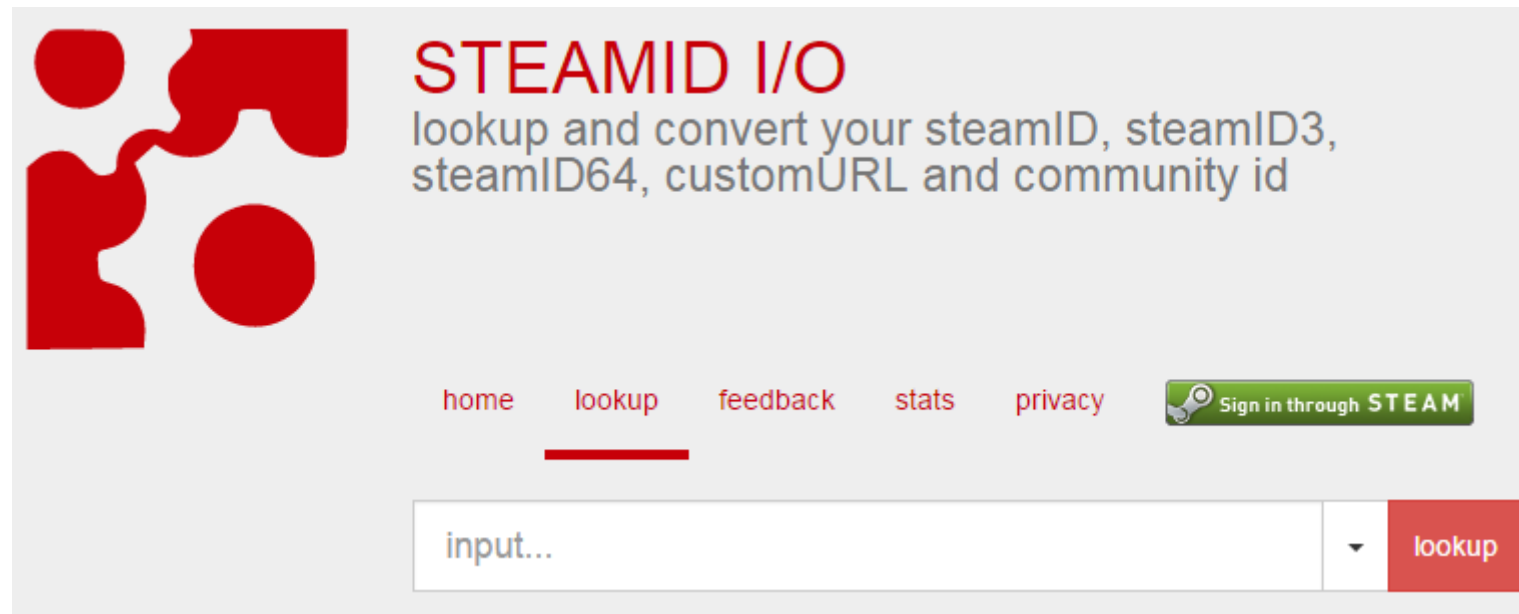 STEAMID I/O
lookup and convert your steamID, steamID3,
steamID64, customURL and community id
home lookup feedback stats privacy Sign in through STEAM
input... lookup